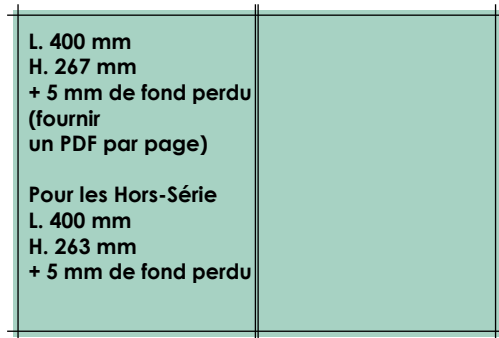 L. 400 mm
H. 267 mm
+ 5 mm de fond perdu
(fournir
un PDF par page)
Pour les Hors-Série
L. 400 mm
H. 263 mm
+ 5 mm de fond perdu